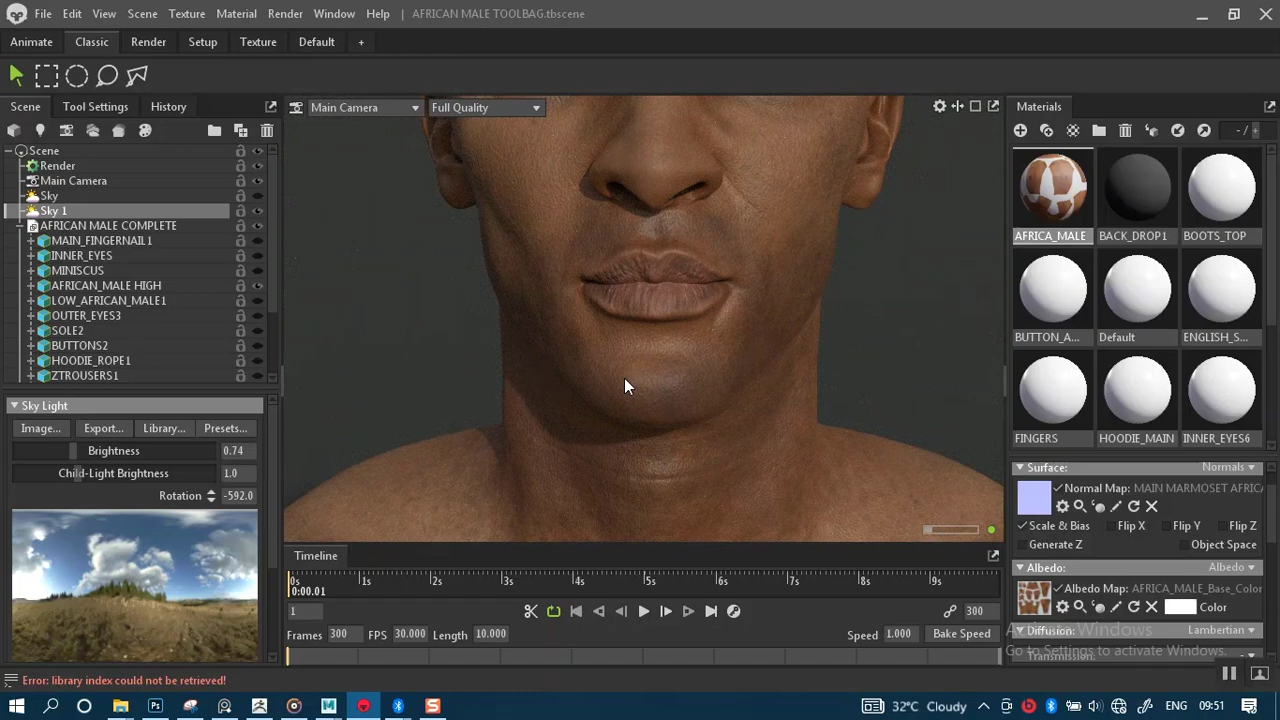 File Edit View Scene Texture Material Render Window Help AFRICAN MALE TOOLBAG.tbscene
Animate Classic Render Setup Texture Default +
Scene Tool Settings History
Main Camera Full Quality
Materials
- / +
Scene
Render
Main Camera
Sky
Sky 1
AFRICAN MALE COMPLETE
MAIN_FINGERNAIL1
INNER_EYES
MINISCUS
AFRICAN_MALE HIGH
LOW_AFRICAN_MALE1
OUTER_EYES3
SOLE2
BUTTONS2
HOODIE_ROPE1
ZTROUSERS1
Sky Light
Image... Export... Library... Presets...
Brightness 0.74
Child-Light Brightness 1.0
Rotation -592.0
AFRICA_MALE BACK_DROP1 BOOTS_TOP
BUTTON_A... Default ENGLISH_S...
FINGERS HOODIE_MAIN INNER_EYES6
Surface: Normals
Normal Map: MAIN MARMOSET AFRIC
Scale & Bias Flip X Flip Y Flip Z
Generate Z Object Space
Albedo: Albedo
Albedo Map: AFRICA_MALE_Base_Color
Color
Diffusion: Lambertian
Transmission:
Activate Windows
Go to Settings to activate Windows.
Timeline
0s 1s 2s 3s 4s 5s 6s 7s 8s 9s
0:00.01
1 300
Frames 300 FPS 30.000 Length 10.000 Speed 1.000 Bake Speed
Error: library index could not be retrieved!
32°C Cloudy ENG 09:51